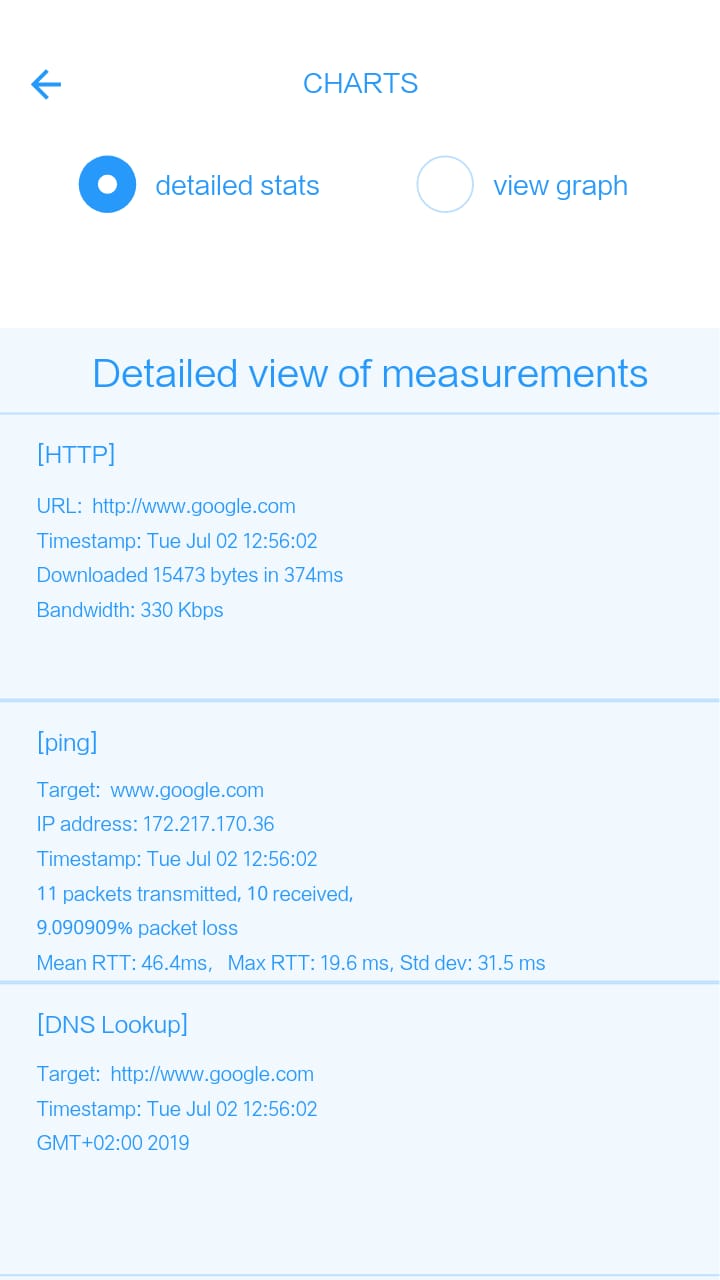 CHARTS
detailed stats view graph
Detailed view of measurements
[HTTP]
URL: http://www.google.com
Timestamp: Tue Jul 02 12:56:02
Downloaded 15473 bytes in 374ms
Bandwidth: 330 Kbps
[ping]
Target: www.google.com
IP address: 172.217.170.36
Timestamp: Tue Jul 02 12:56:02
11 packets transmitted, 10 received,
9.090909% packet loss
Mean RTT: 46.4ms, Max RTT: 19.6 ms, Std dev: 31.5 ms
[DNS Lookup]
Target: http://www.google.com
Timestamp: Tue Jul 02 12:56:02
GMT+02:00 2019